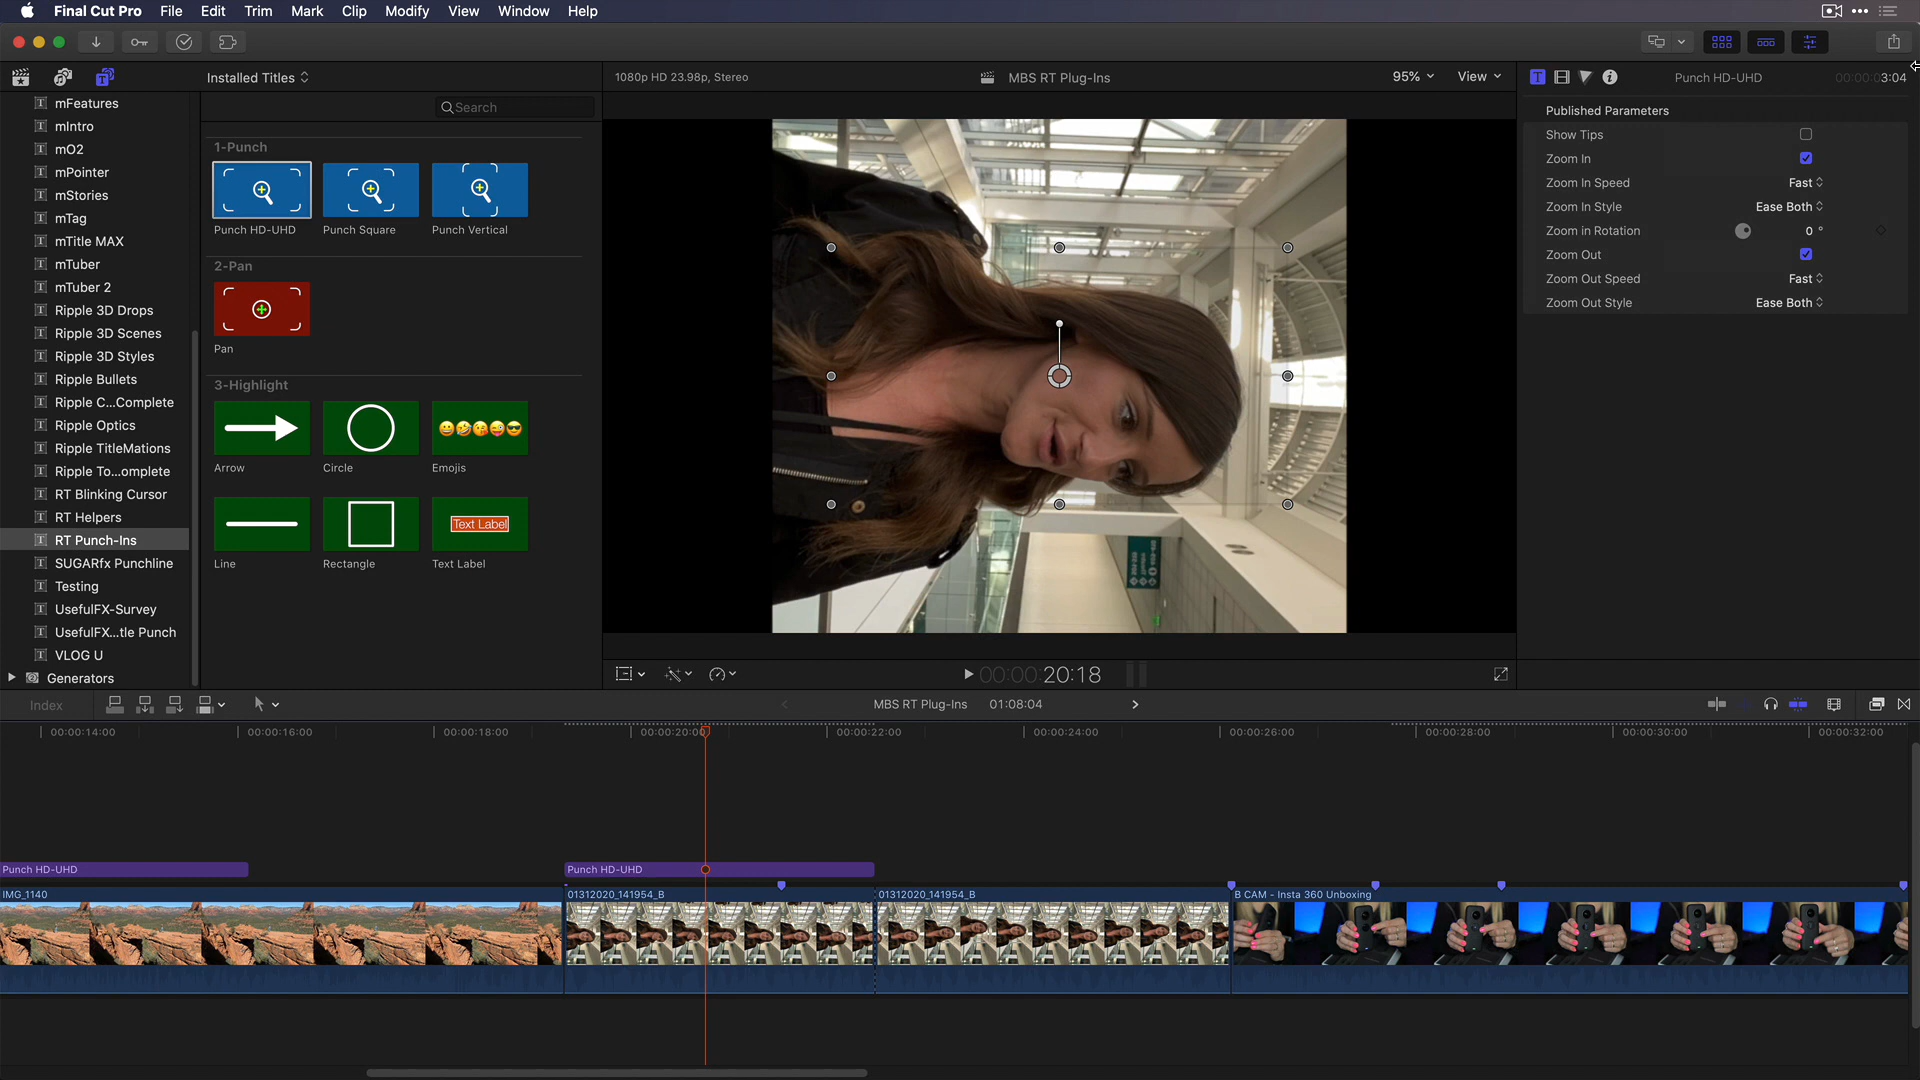 Final Cut Pro File Edit Trim Mark Clip Modify View Window Help
Installed Titles
1080p HD 23.98p, Stereo
MBS RT Plug-Ins
95%
View
Punch HD-UHD
00:00:03:04
mFeatures
mIntro
mO2
mPointer
mStories
mTag
mTitle MAX
mTuber
mTuber 2
Ripple 3D Drops
Ripple 3D Scenes
Ripple 3D Styles
Ripple Bullets
Ripple C...Complete
Ripple Optics
Ripple TitleMations
Ripple To...omplete
RT Blinking Cursor
RT Helpers
RT Punch-Ins
SUGARfx Punchline
Testing
UsefulFX-Survey
UsefulFX...tle Punch
VLOG U
Generators
Search
1-Punch
Punch HD-UHD
Punch Square
Punch Vertical
2-Pan
Pan
3-Highlight
Arrow
Circle
Emojis
Text Label
Line
Rectangle
Text Label
Published Parameters
Show Tips
Zoom In
Zoom In Speed Fast
Zoom In Style Ease Both
Zoom in Rotation 0 °
Zoom Out
Zoom Out Speed Fast
Zoom Out Style Ease Both
00:00:20:18
Index
MBS RT Plug-Ins
01:08:04
00:00:14:00
00:00:16:00
00:00:18:00
00:00:20:00
00:00:22:00
00:00:24:00
00:00:26:00
00:00:28:00
00:00:30:00
00:00:32:00
Punch HD-UHD
Punch HD-UHD
IMG_1140
01312020_141954_B
01312020_141954_B
B CAM - Insta 360 Unboxing